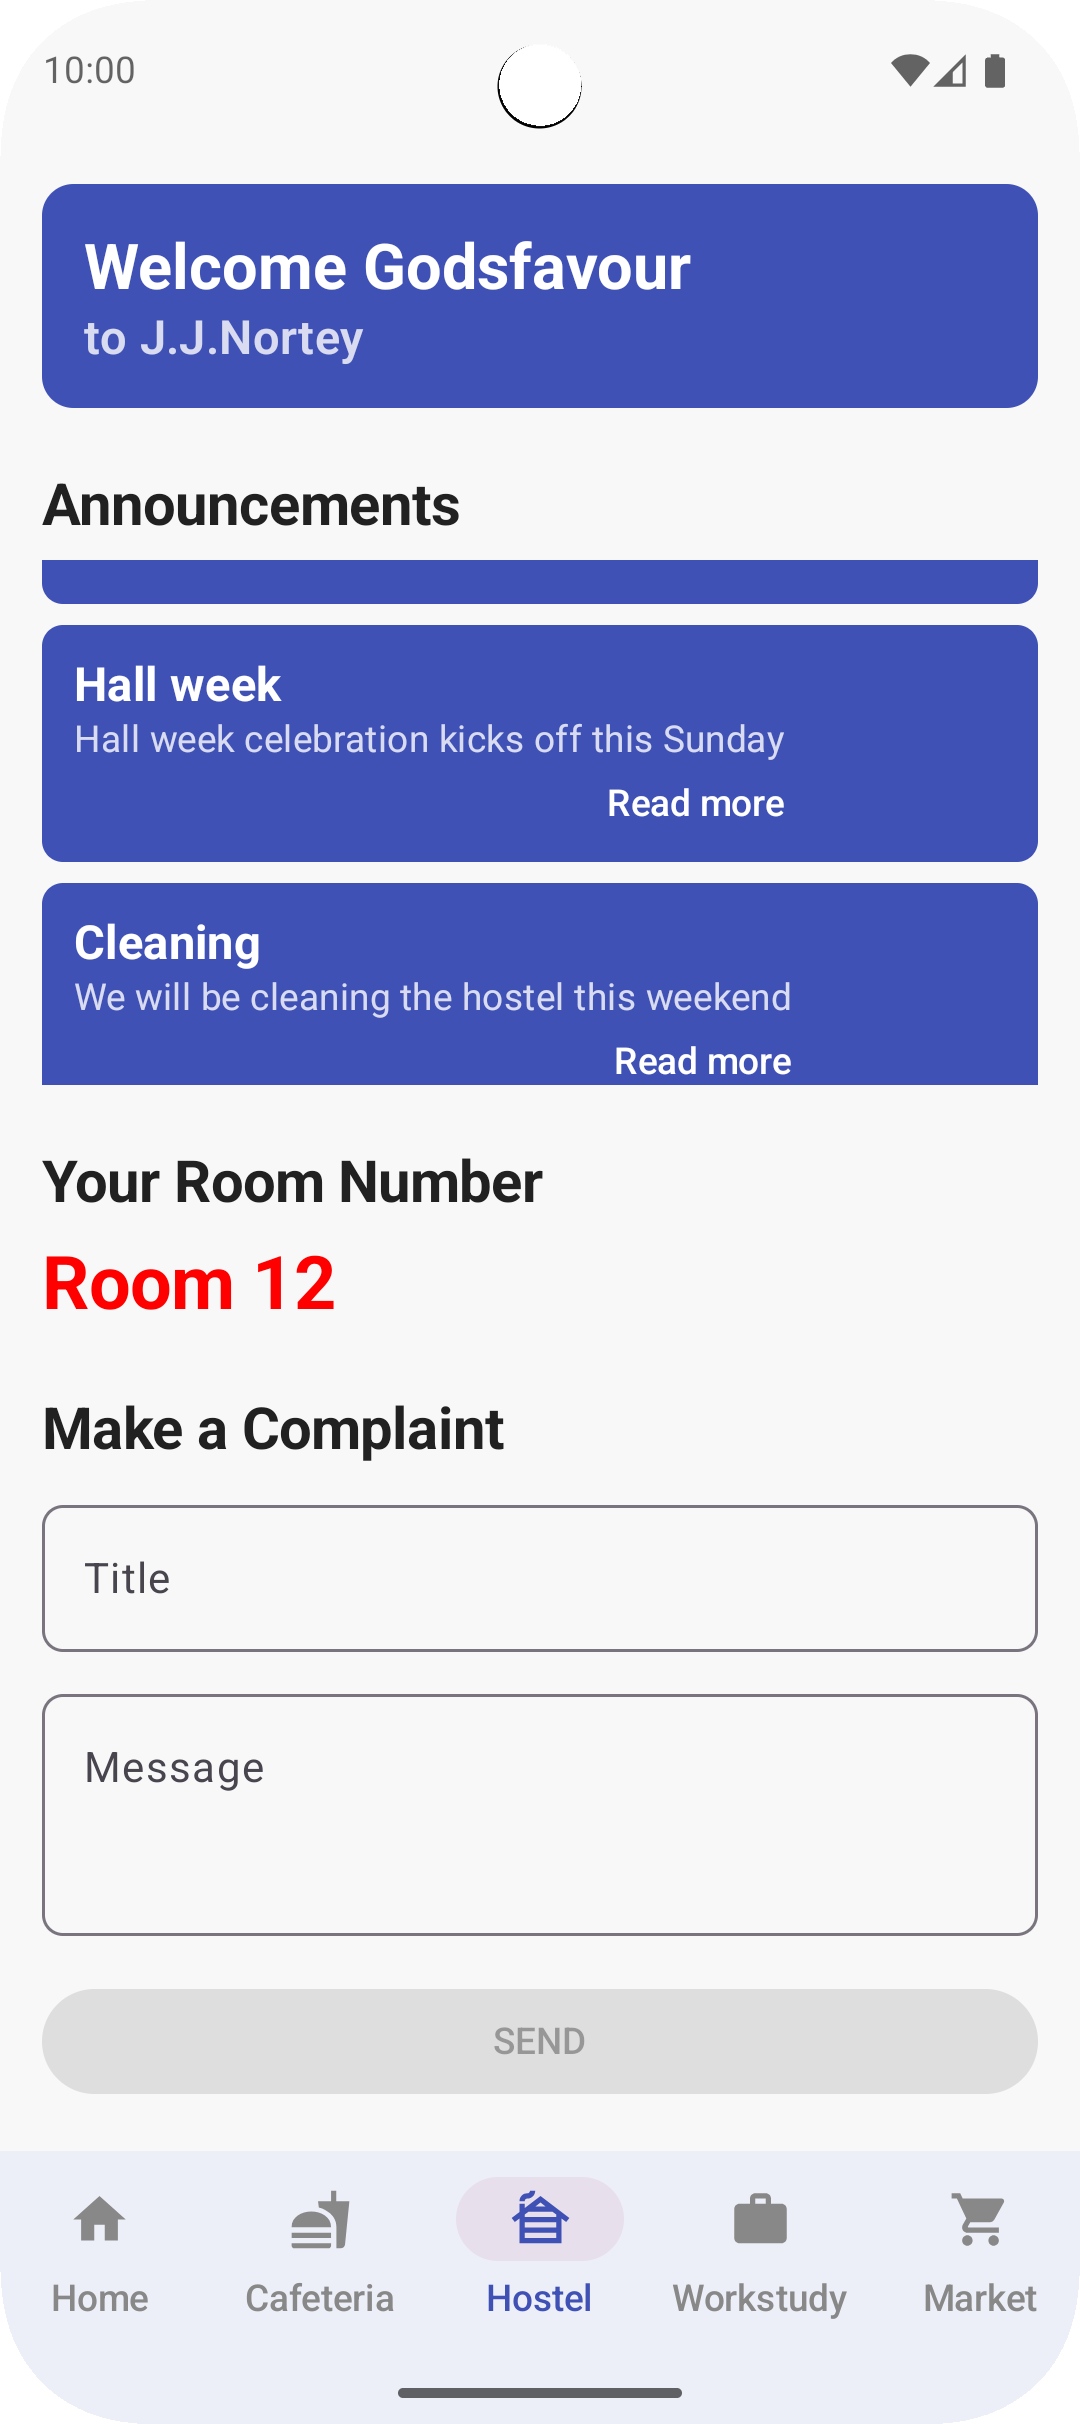 10:00
Welcome Godsfavour
to J.J.Nortey
Announcements
Hall week
Hall week celebration kicks off this Sunday
Read more
Cleaning
We will be cleaning the hostel this weekend
Read more
Your Room Number
Room 12
Make a Complaint
Title
Message
SEND
Home
Cafeteria
Hostel
Workstudy
Market